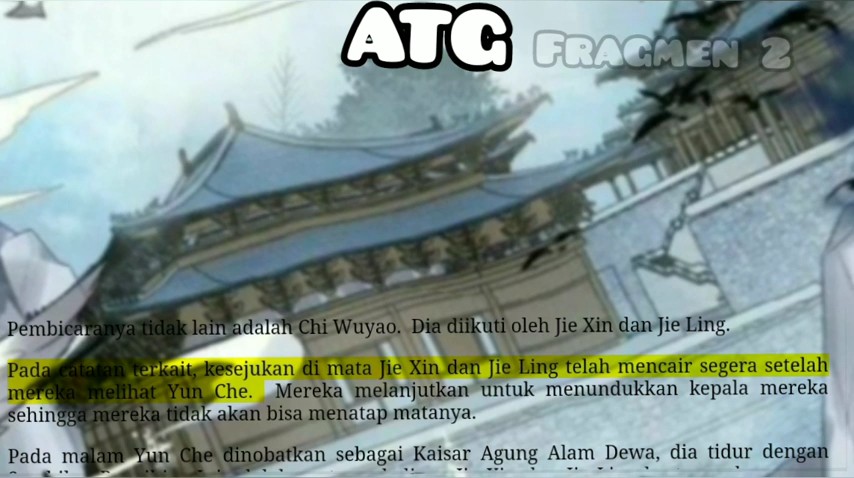 ATG FRAGMEN 2
Pembicaranya tidak lain adalah Chi Wuyao. Dia diikuti oleh Jie Xin dan Jie Ling.
Pada catatan terkait, kesejukan di mata Jie Xin dan Jie Ling telah mencair segera setelah
mereka melihat Yun Che. Mereka melanjutkan untuk menundukkan kepala mereka
sehingga mereka tidak akan bisa menatap matanya.
Pada malam Yun Che dinobatkan sebagai Kaisar Agung Alam Dewa, dia tidur dengan